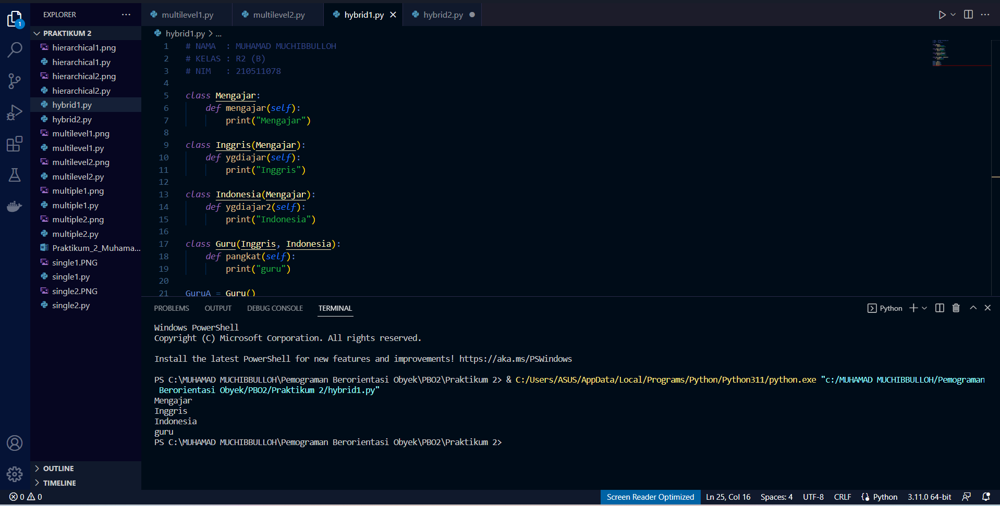 EXPLORER
PRAKTIKUM 2
hierarchical1.png
hierarchical1.py
hierarchical2.png
hierarchical2.py
hybrid1.py
hybrid2.py
multilevel1.png
multilevel1.py
multilevel2.png
multilevel2.py
multiple1.png
multiple1.py
multiple2.png
multiple2.py
Praktikum_2_Muhama...
single1.PNG
single1.py
single2.PNG
single2.py
OUTLINE
TIMELINE
1
multilevel1.py multilevel2.py hybrid1.py hybrid2.py
hybrid1.py > ...
1 # NAMA  : MUHAMAD MUCHIBBULLOH
2 # KELAS : R2 (B)
3 # NIM   : 210511078
4
5 class Mengajar:
6     def mengajar(self):
7         print("Mengajar")
8
9 class Inggris(Mengajar):
10     def ygdiajar(self):
11         print("Inggris")
12
13 class Indonesia(Mengajar):
14     def ygdiajar2(self):
15         print("Indonesia")
16
17 class Guru(Inggris, Indonesia):
18     def pangkat(self):
19         print("guru")
20
21 GuruA = Guru()
PROBLEMS OUTPUT DEBUG CONSOLE TERMINAL Python
Windows PowerShell
Copyright (C) Microsoft Corporation. All rights reserved.
Install the latest PowerShell for new features and improvements! https://aka.ms/PSWindows
PS C:\MUHAMAD MUCHIBBULLOH\Pemograman Berorientasi Obyek\PBO2\Praktikum 2> & C:/Users/ASUS/AppData/Local/Programs/Python/Python311/python.exe "c:/MUHAMAD MUCHIBBULLOH/Pemograman
Berorientasi Obyek/PBO2/Praktikum 2/hybrid1.py"
Mengajar
Inggris
Indonesia
guru
PS C:\MUHAMAD MUCHIBBULLOH\Pemograman Berorientasi Obyek\PBO2\Praktikum 2>
0 0 Screen Reader Optimized Ln 25, Col 16 Spaces: 4 UTF-8 CRLF Python 3.11.0 64-bit